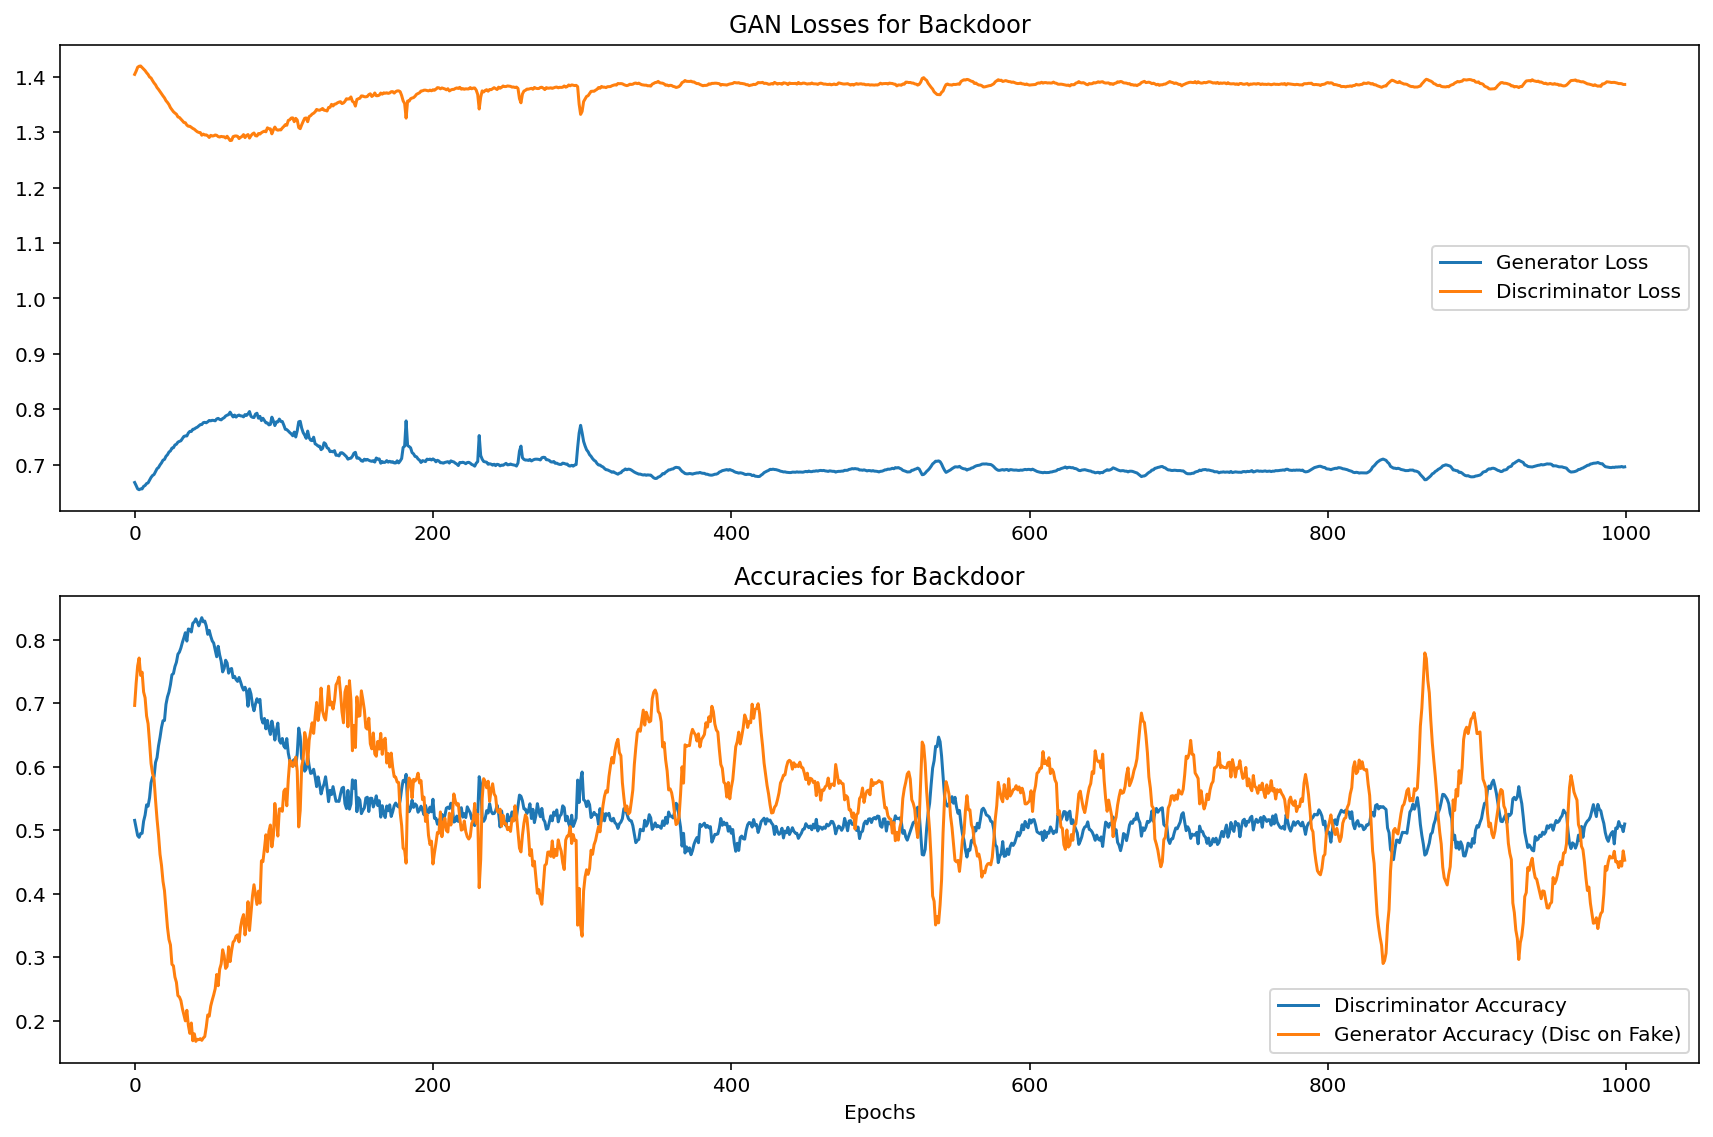 GAN Losses for Backdoor
1.4
1.3
1.2
1.1
1.0
0.9
0.8
0.7
Generator Loss
Discriminator Loss
0 200 400 600 800 1000
Accuracies for Backdoor
0.8
0.7
0.6
0.5
0.4
0.3
0.2
Discriminator Accuracy
Generator Accuracy (Disc on Fake)
0 200 400 600 800 1000
Epochs